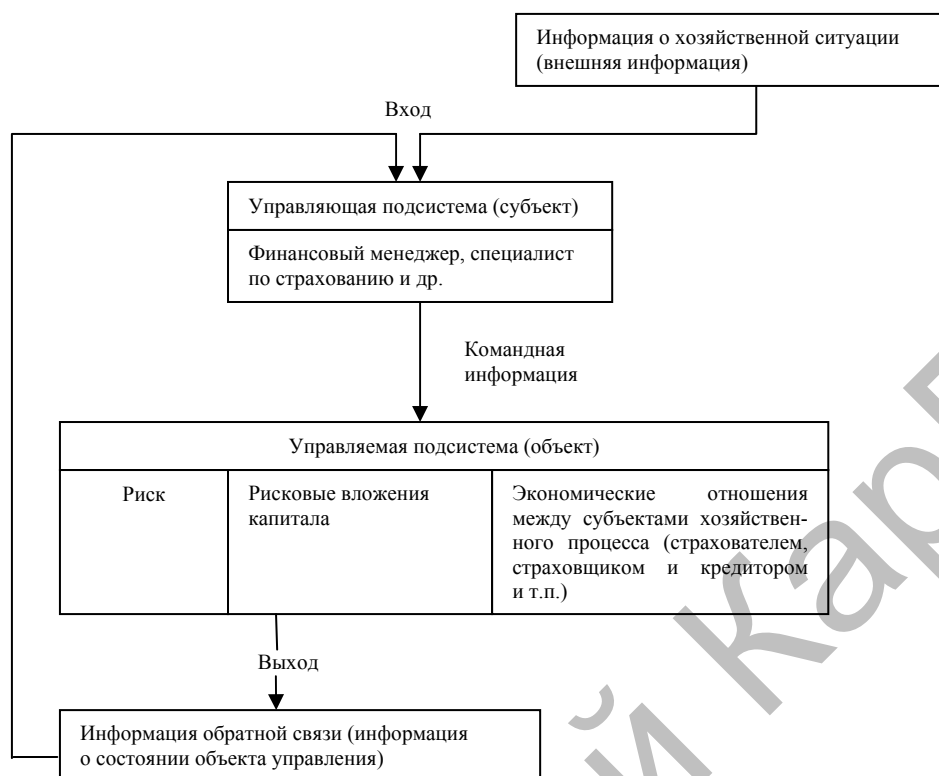 Информация о хозяйственной ситуации
(внешняя информация)
Вход
Управляющая подсистема (субъект)
Финансовый менеджер, специалист
по страхованию и др.
Командная
информация
Управляемая подсистема (объект)
Риск
Рисковые вложения
капитала
Экономические отношения
между субъектами хозяйствен-
ного процесса (страхователем,
страховщиком и кредитором
и т.п.)
Выход
Информация обратной связи (информация
о состоянии объекта управления)